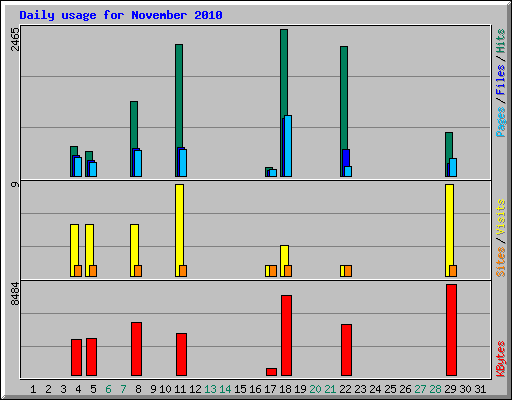 Daily usage for November 2010
2465
Pages / Files / Hits
9
Sites / Visits
8484
KBytes
1 2 3 4 5 6 7 8 9 10 11 12 13 14 15 16 17 18 19 20 21 22 23 24 25 26 27 28 29 30 31